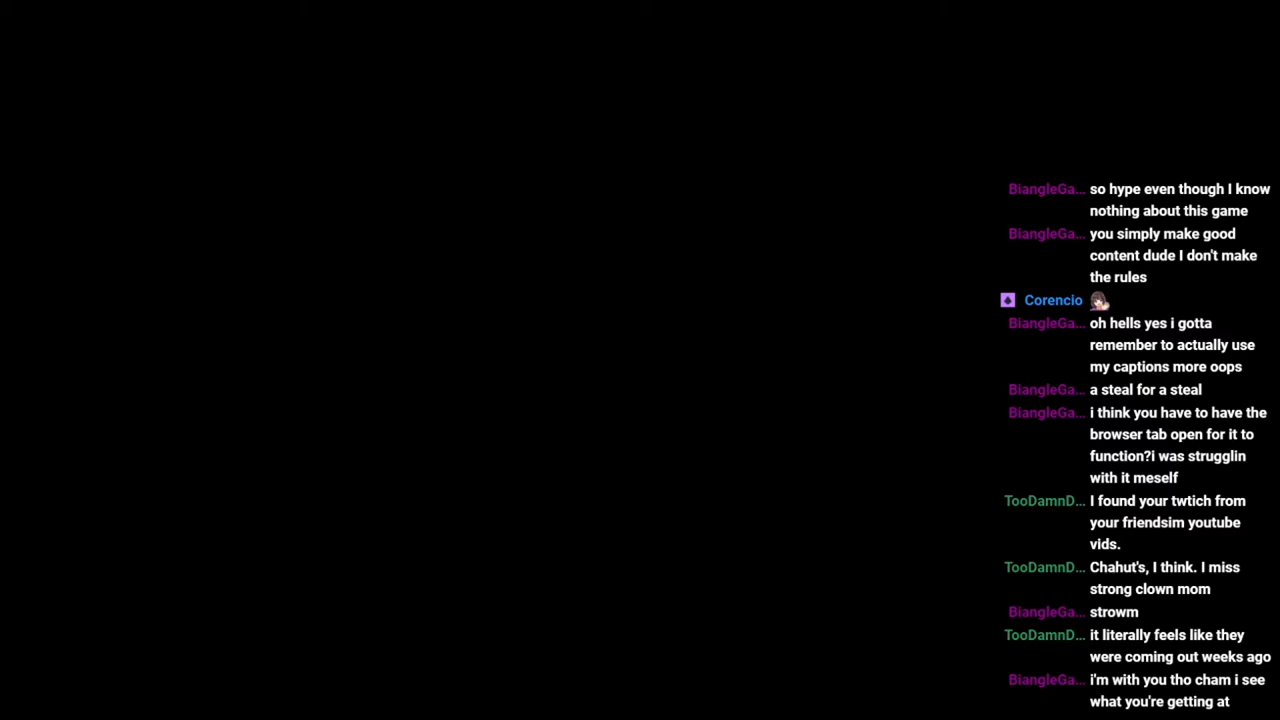 BiangleGa... so hype even though I know
nothing about this game
BiangleGa... you simply make good
content dude I don't make
the rules
Corencio
BiangleGa... oh hells yes i gotta
remember to actually use
my captions more oops
BiangleGa... a steal for a steal
BiangleGa... i think you have to have the
browser tab open for it to
function?i was strugglin
with it meself
TooDamnD... I found your twtich from
your friendsim youtube
vids.
TooDamnD... Chahut's, I think. I miss
strong clown mom
BiangleGa... strowm
TooDamnD... it literally feels like they
were coming out weeks ago
BiangleGa... i'm with you tho cham i see
what you're getting at